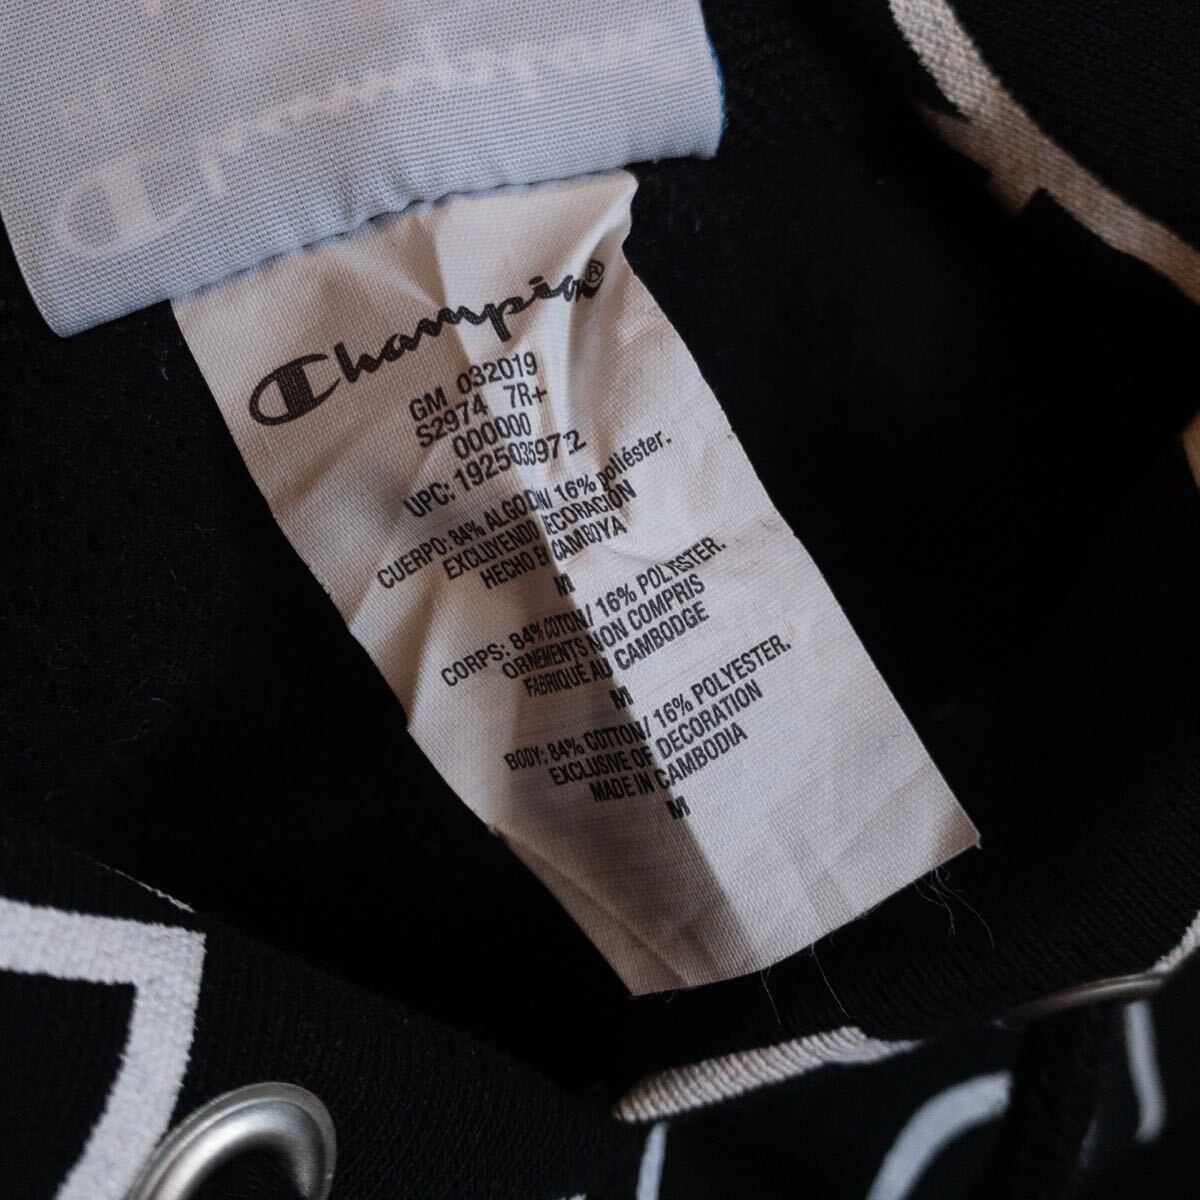 Champion®
GM 032019
S2974 7R+
000000
UPC:
CUERPO: 84% ALGODÓN/ 16% poliéster.
EXCLUYENDO DECORACIÓN
HECHO EN CAMBOYA
M
CORPS: 84% COTON/ 16% POLYESTER.
ORNEMENTS NON COMPRIS
FABRIQUÉ AU CAMBODGE
M
BODY: 84% COTTON/ 16% POLYESTER.
EXCLUSIVE OF DECORATION
MADE IN CAMBODIA
M